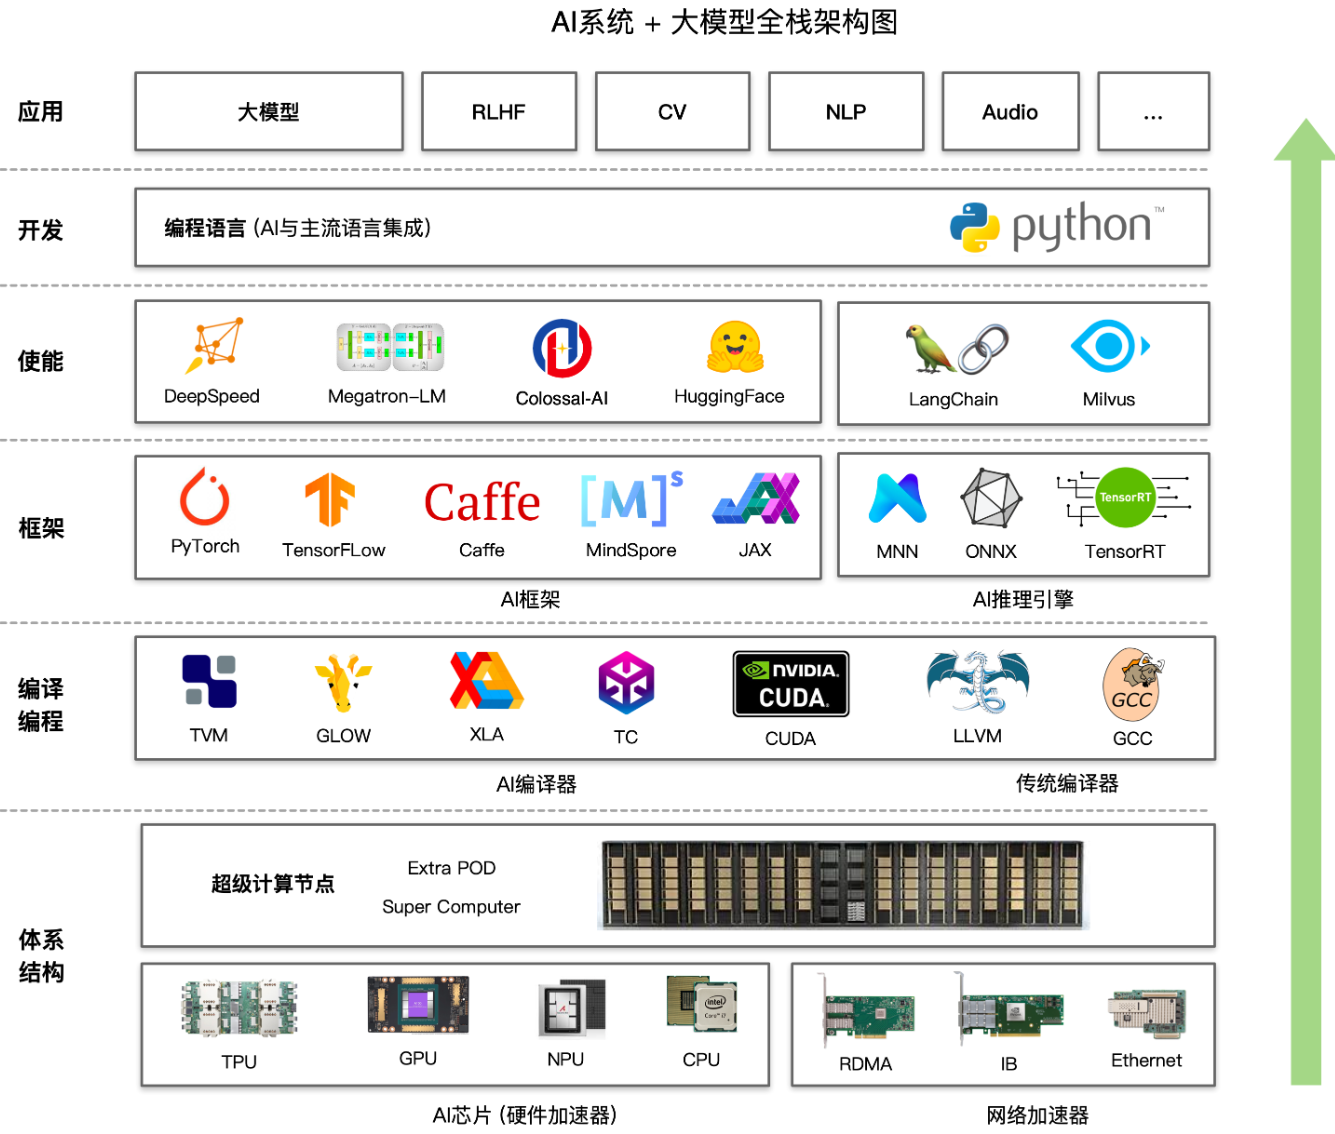 AI系统 + 大模型全栈架构图
应用
大模型
RLHF
CV
NLP
Audio
...
开发
编程语言 (AI与主流语言集成)
python™
使能
DeepSpeed
Megatron-LM
Colossal-AI
HuggingFace
LangChain
Milvus
框架
Caffe
[M]s
TensorRT
PyTorch
TensorFLow
Caffe
MindSpore
JAX
MNN
ONNX
TensorRT
AI框架
AI推理引擎
编译
编程
NVIDIA.
CUDA.
GCC
TVM
GLOW
XLA
TC
CUDA
LLVM
GCC
AI编译器
传统编译器
体系
结构
超级计算节点
Extra POD
Super Computer
intel
Core i7
TPU
GPU
NPU
CPU
RDMA
IB
Ethernet
AI芯片 (硬件加速器)
网络加速器